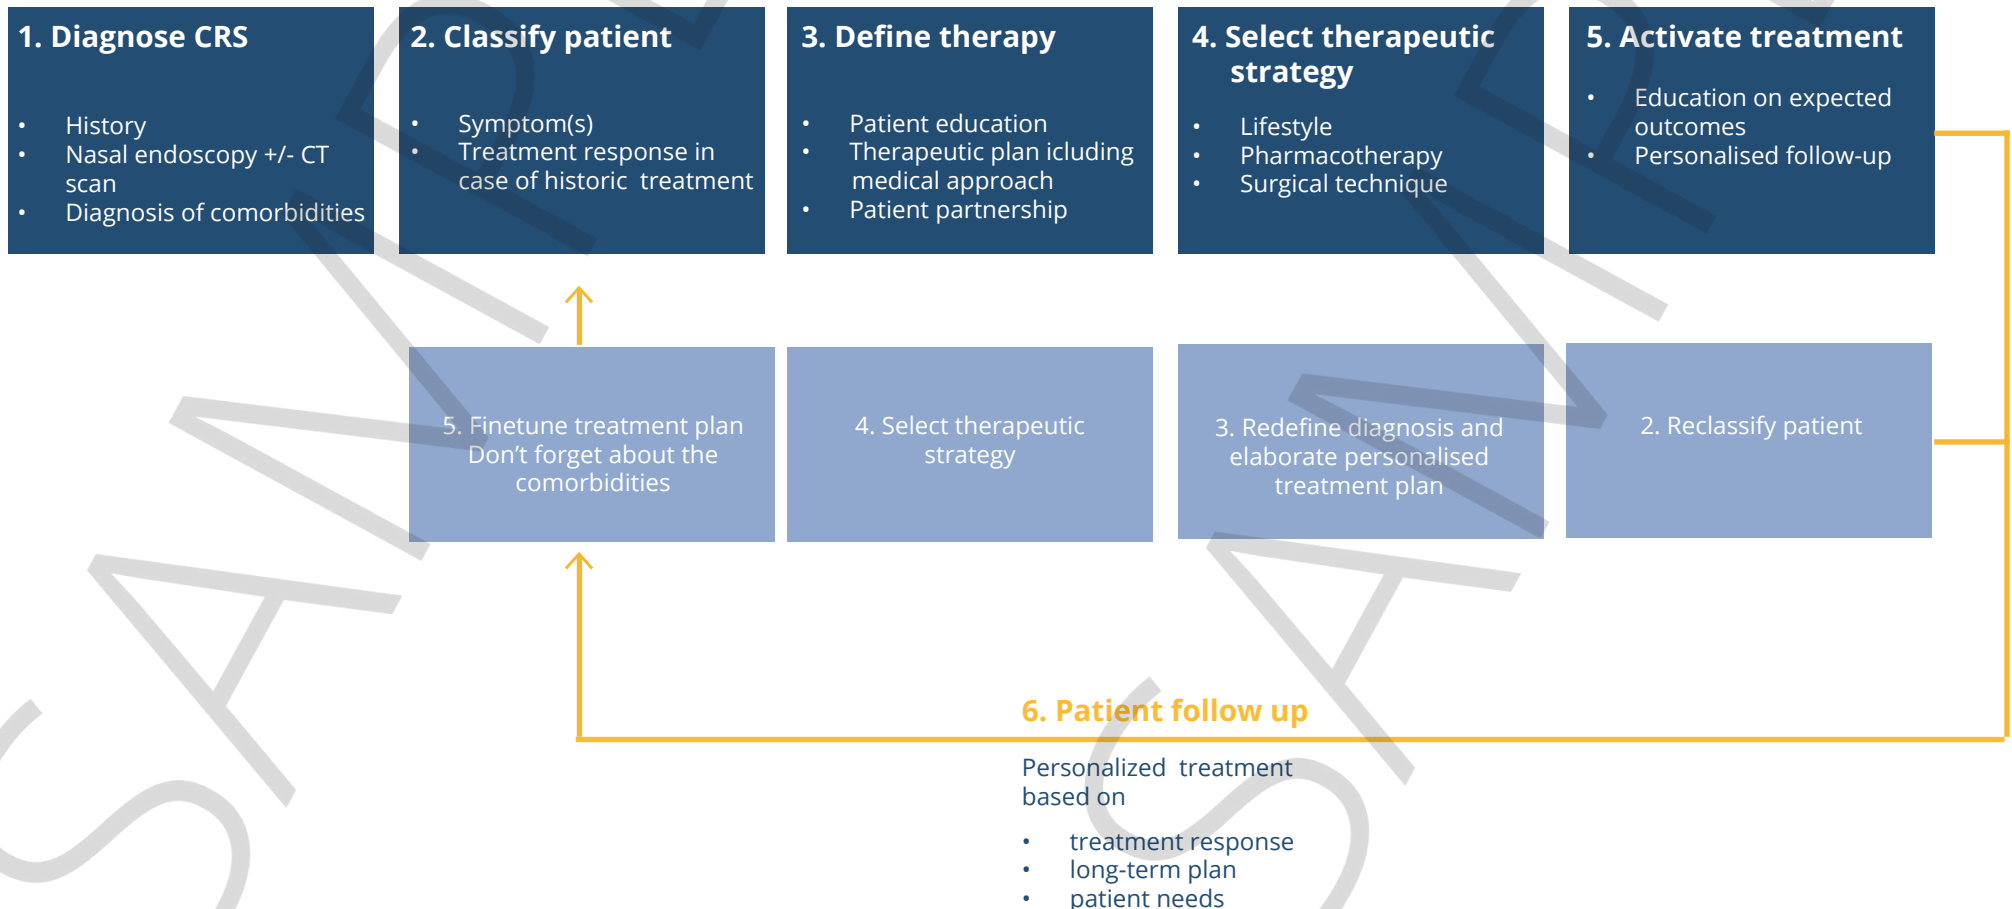 1. Diagnose CRS
• History
• Nasal endoscopy +/- CT
scan
• Diagnosis of comorbidities
2. Classify patient
• Symptom(s)
• Treatment response in
case of historic treatment
3. Define therapy
• Patient education
• Therapeutic plan icluding
medical approach
• Patient partnership
4. Select therapeutic
strategy
• Lifestyle
• Pharmacotherapy
• Surgical technique
5. Activate treatment
• Education on expected
outcomes
• Personalised follow-up
5. Finetune treatment plan
Don’t forget about the
comorbidities
4. Select therapeutic
strategy
3. Redefine diagnosis and
elaborate personalised
treatment plan
2. Reclassify patient
6. Patient follow up
Personalized treatment
based on
• treatment response
• long-term plan
• patient needs
SAMPLE
SAMPLE